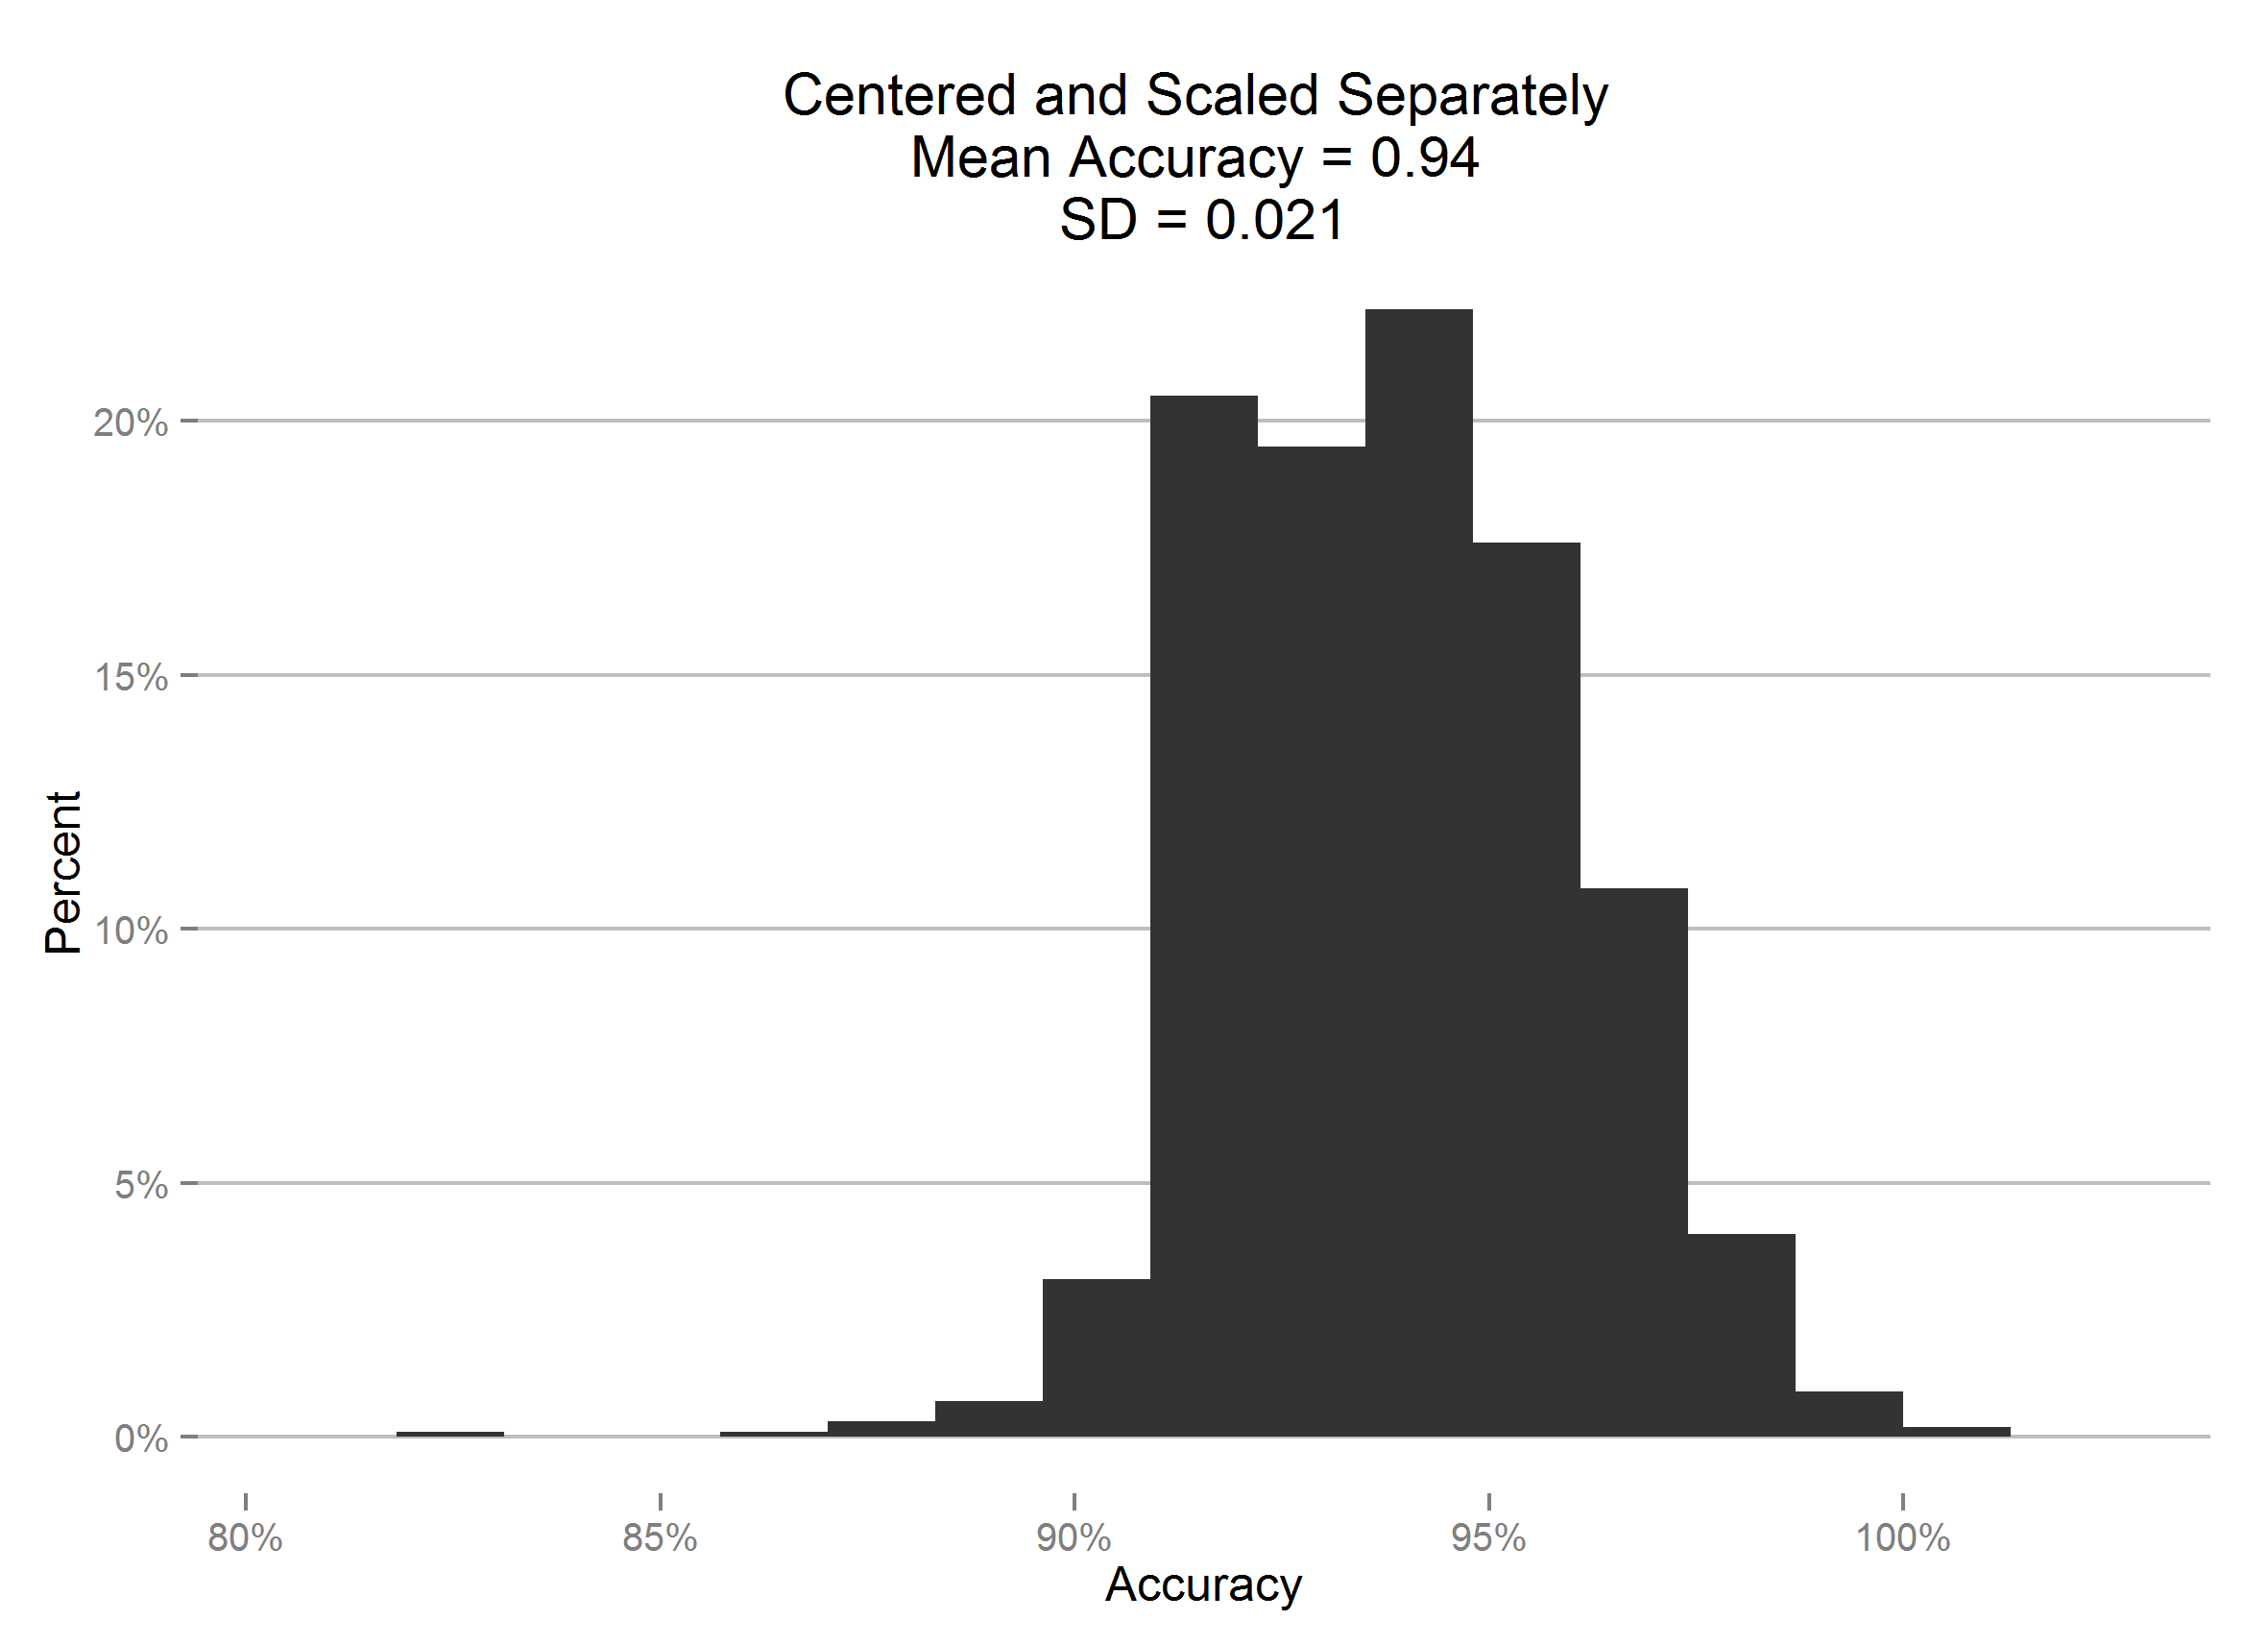 Centered and Scaled Separately
Mean Accuracy = 0.94
SD = 0.021
20%
15%
10%
5%
0%
Percent
80%
85%
90%
95%
100%
Accuracy